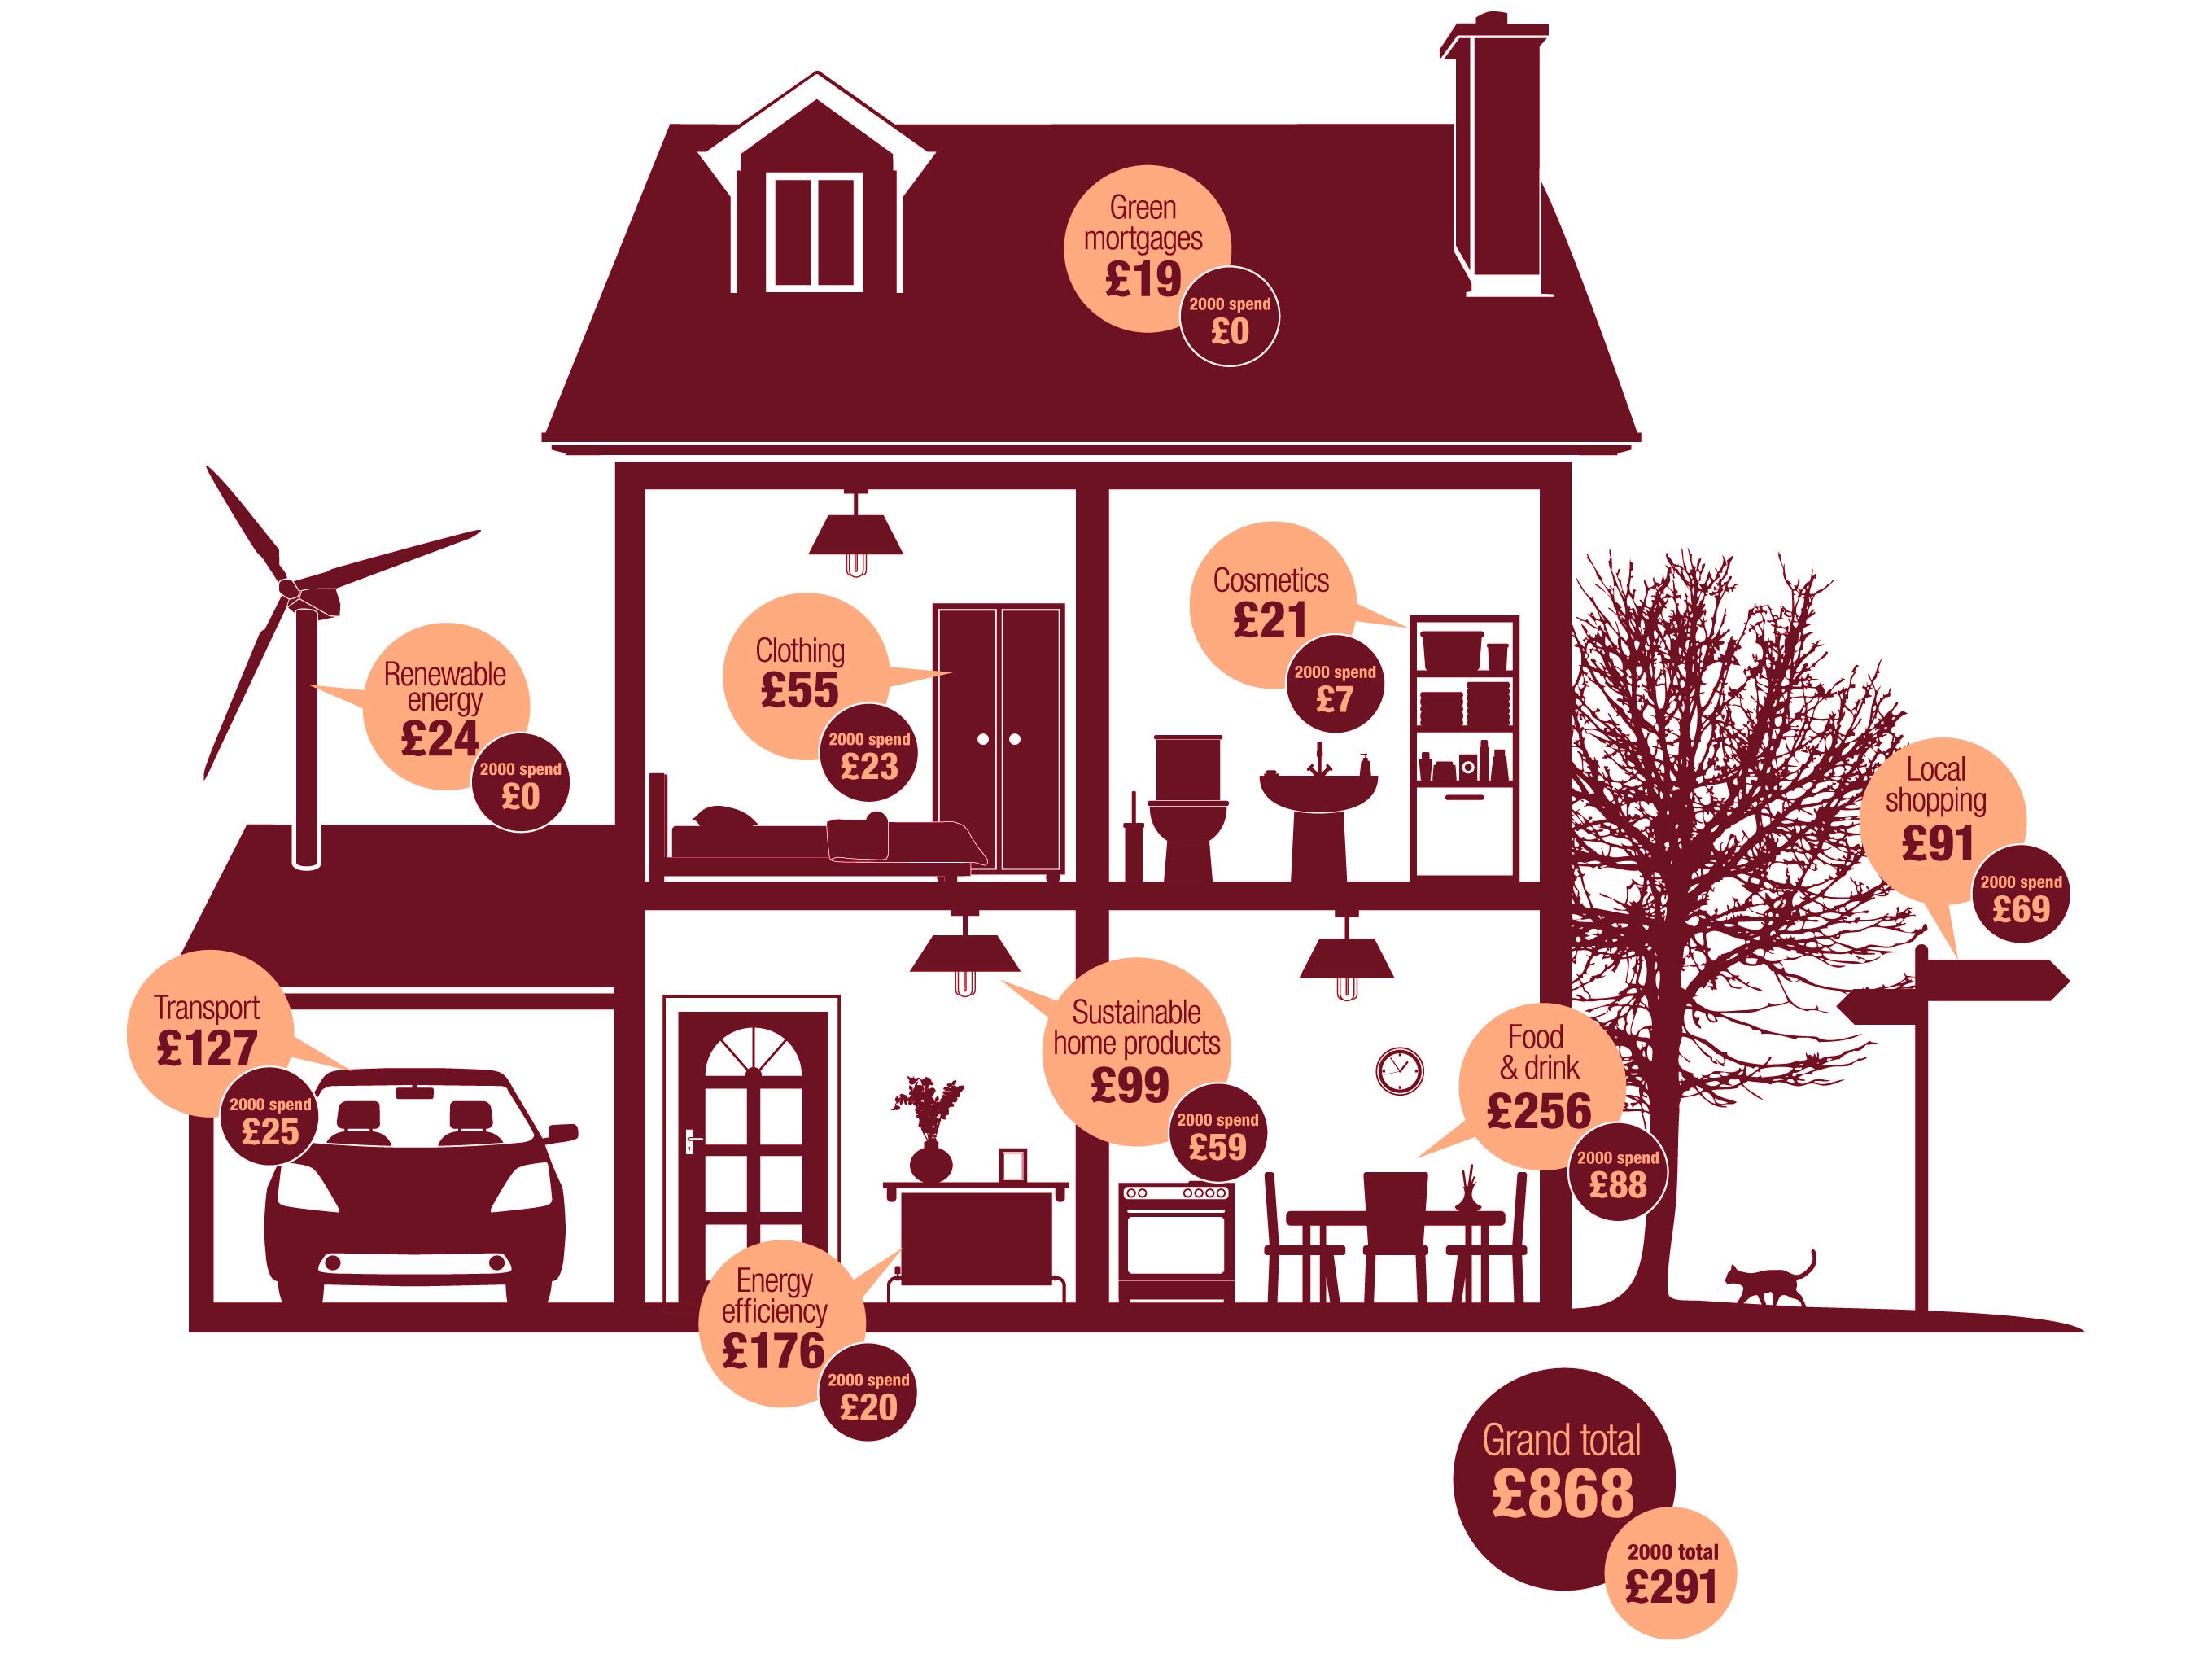 Green
mortgages
£19
2000 spend
£0
Renewable
energy
£24
2000 spend
£0
Clothing
£55
2000 spend
£23
Cosmetics
£21
2000 spend
£7
Local
shopping
£91
2000 spend
£69
Transport
£127
2000 spend
£25
Sustainable
home products
£99
2000 spend
£59
Food
& drink
£256
2000 spend
£88
Energy
efficiency
£176
2000 spend
£20
Grand total
£868
2000 total
£291